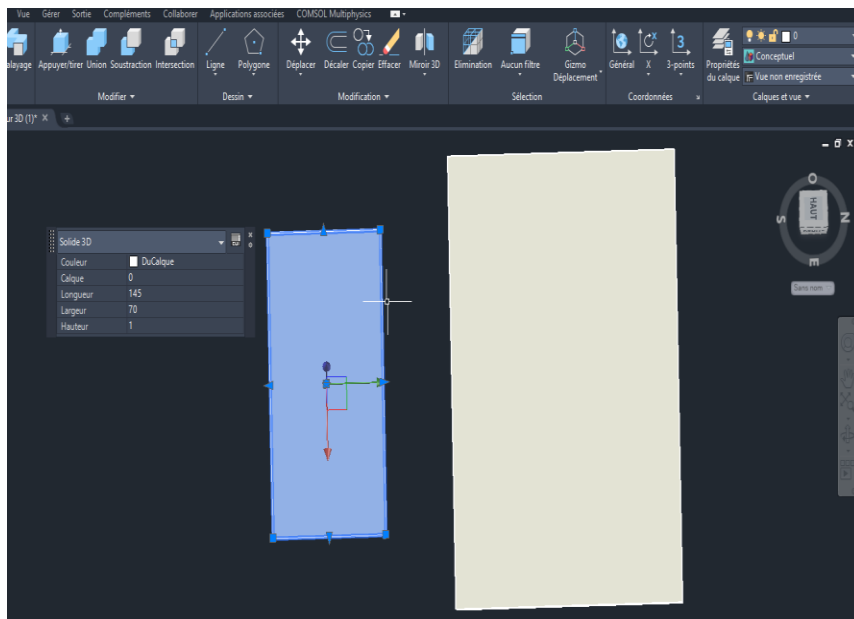 Vue Gérer Sortie Compléments Collaborer Applications associées COMSOL Multiphysics
alayage Appuyer/tirer Union Soustraction Intersection Ligne Polygone Déplacer Décaler Copier Effacer Miroir 3D Elimination Aucun filtre Gizmo Déplacement Général X 3-points Propriétés du calque
0
Conceptuel
Vue non enregistrée
Modifier Dessin Modification Sélection Coordonnées Calques et vue
ur 3D (1)* X +
O
HAUT
S N
E
Sans nom
Solide 3D
Couleur DuCalque
Calque 0
Longueur 145
Largeur 70
Hauteur 1